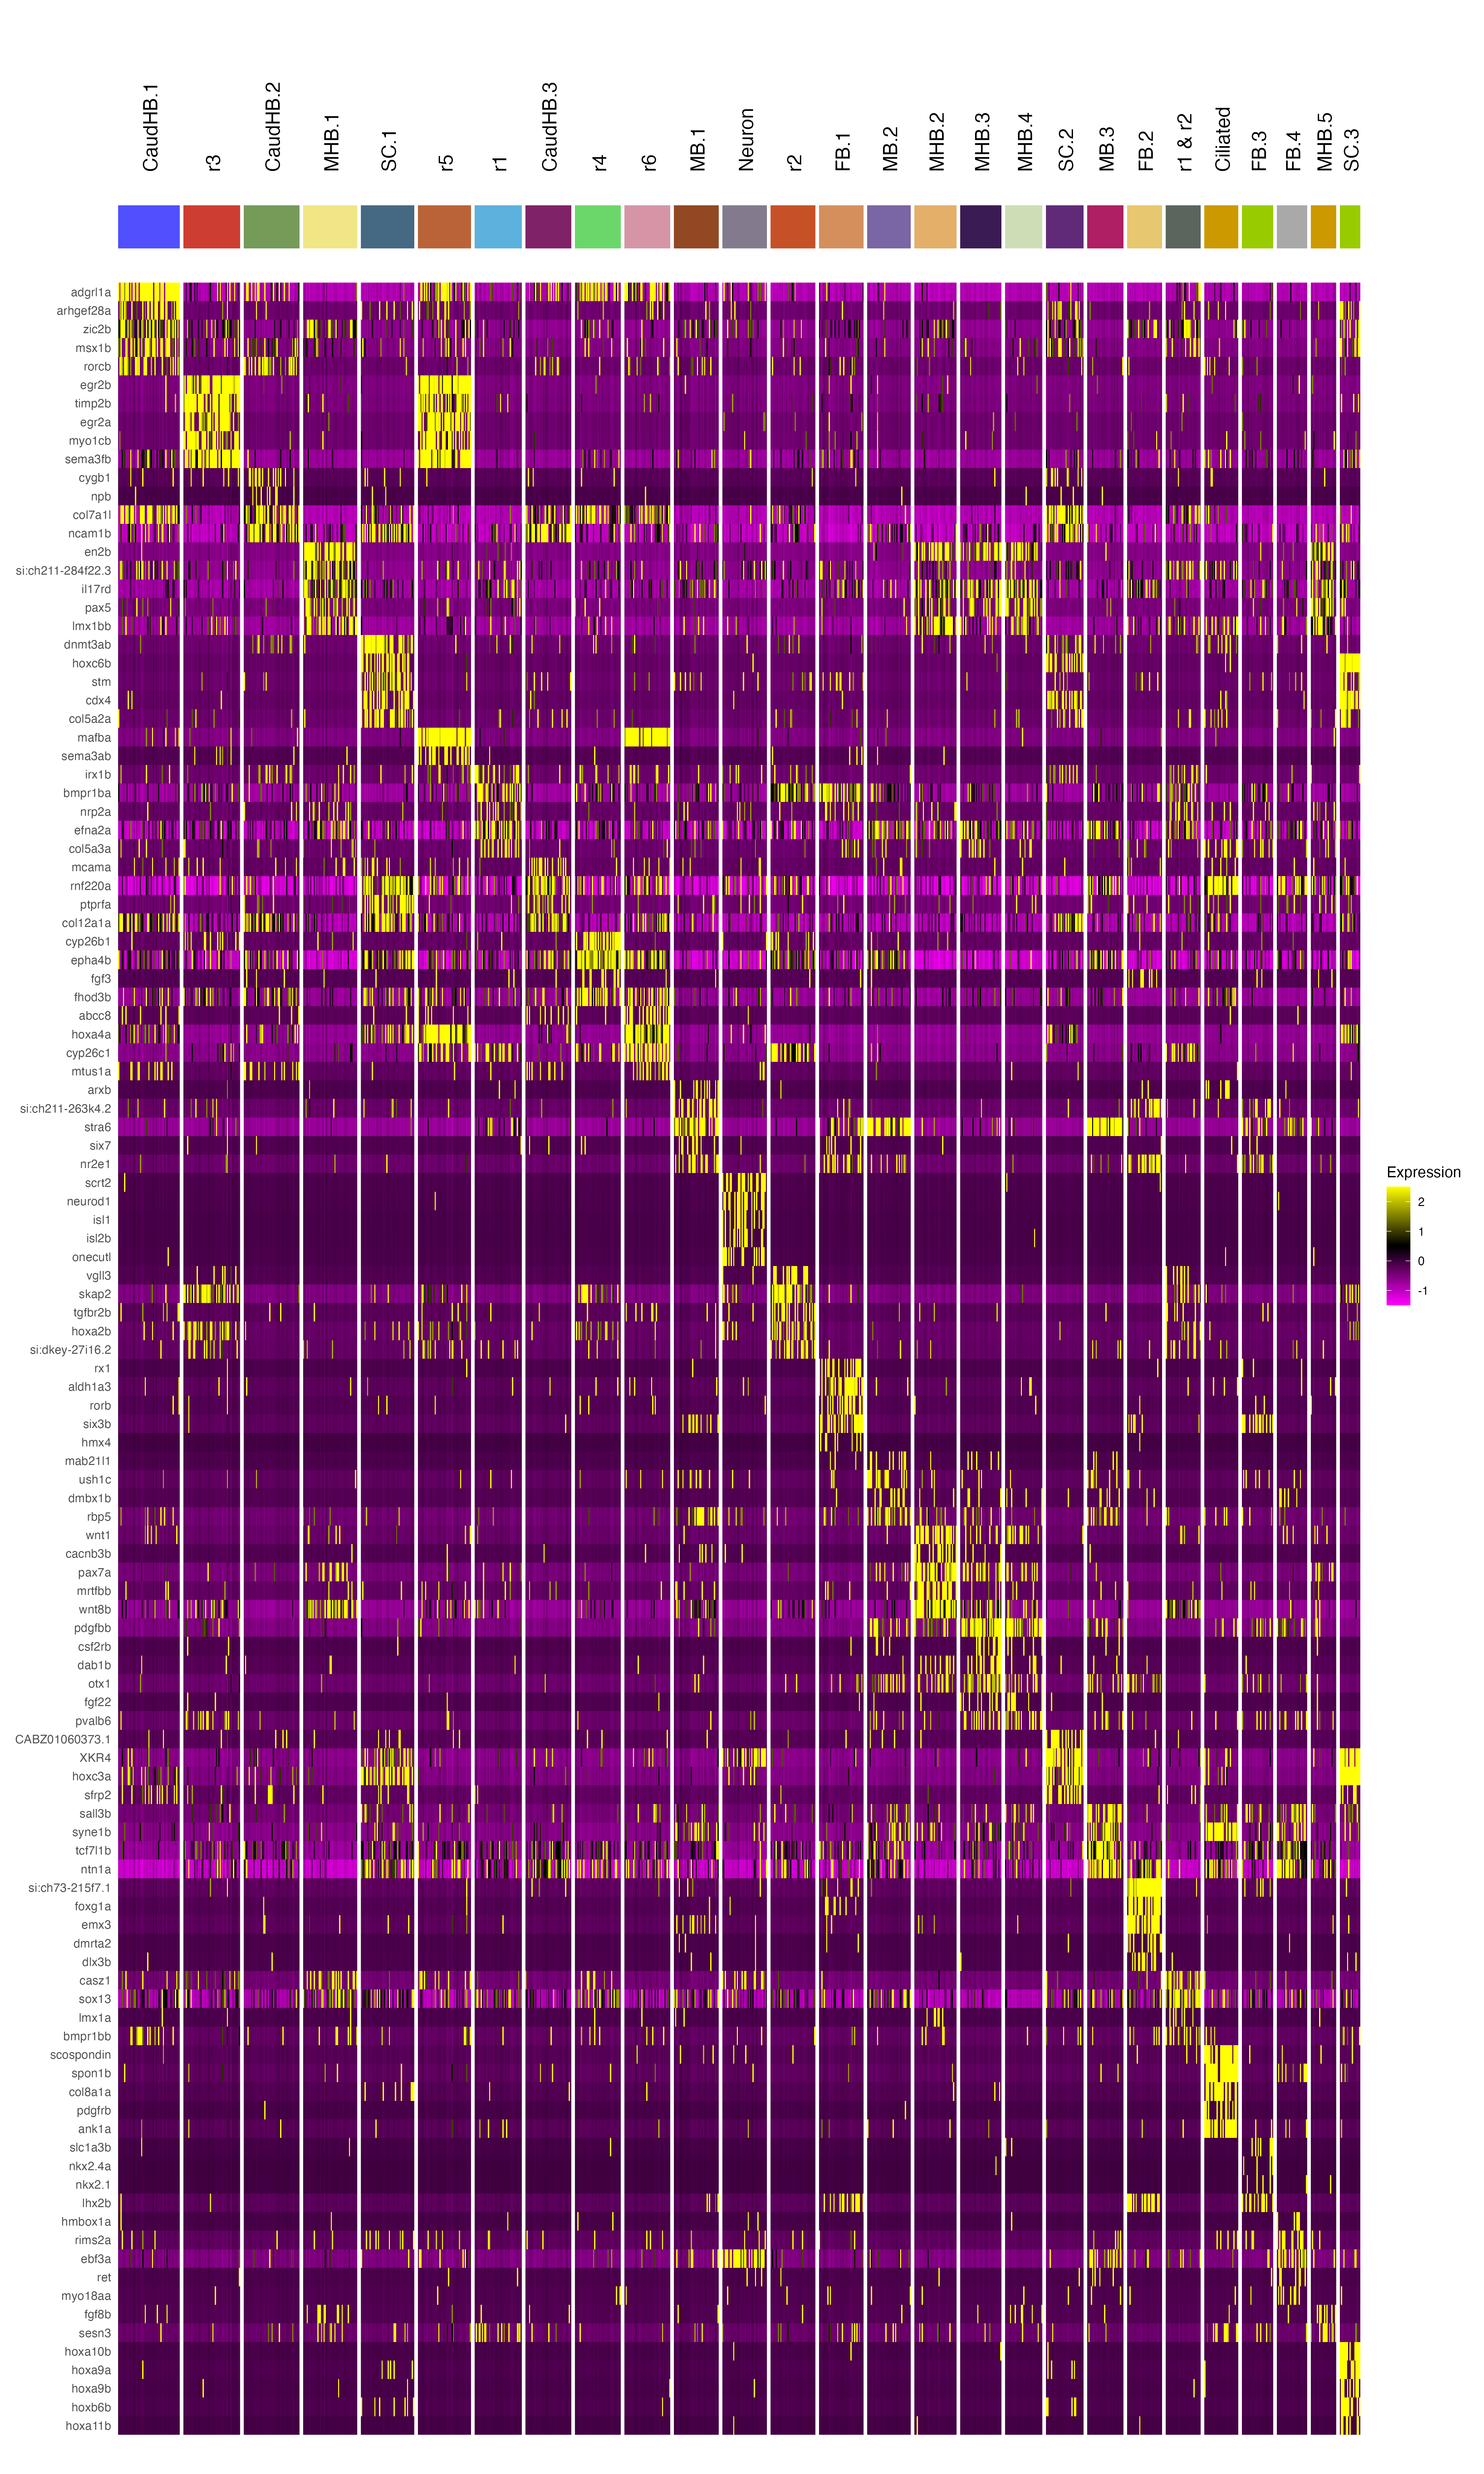 CaudHB.1
r3
CaudHB.2
MHB.1
SC.1
r5
r1
CaudHB.3
r4
r6
MB.1
Neuron
r2
FB.1
MB.2
MHB.2
MHB.3
MHB.4
SC.2
MB.3
FB.2
r1 & r2
Ciliated
FB.3
FB.4
MHB.5
SC.3
adgrl1a
arhgef28a
zic2b
msx1b
rorcb
egr2b
timp2b
egr2a
myo1cb
sema3fb
cygb1
npb
col7a1l
ncam1b
en2b
si:ch211-284f22.3
il17rd
pax5
lmx1bb
dnmt3ab
hoxc6b
stm
cdx4
col5a2a
mafba
sema3ab
irx1b
bmpr1ba
nrp2a
efna2a
col5a3a
mcama
rnf220a
ptprfa
col12a1a
cyp26b1
epha4b
fgf3
fhod3b
abcc8
hoxa4a
cyp26c1
mtus1a
arxb
si:ch211-263k4.2
stra6
six7
nr2e1
scrt2
neurod1
isl1
isl2b
onecutl
vgll3
skap2
tgfbr2b
hoxa2b
si:dkey-27i16.2
rx1
aldh1a3
rorb
six3b
hmx4
mab21l1
ush1c
dmbx1b
rbp5
wnt1
cacnb3b
pax7a
mrtfbb
wnt8b
pdgfbb
csf2rb
dab1b
otx1
fgf22
pvalb6
CABZ01060373.1
XKR4
hoxc3a
sfrp2
sall3b
syne1b
tcf7l1b
ntn1a
si:ch73-215f7.1
foxg1a
emx3
dmrta2
dlx3b
casz1
sox13
lmx1a
bmpr1bb
scospondin
spon1b
col8a1a
pdgfrb
ank1a
slc1a3b
nkx2.4a
nkx2.1
lhx2b
hmbox1a
rims2a
ebf3a
ret
myo18aa
fgf8b
sesn3
hoxa10b
hoxa9a
hoxa9b
hoxb6b
hoxa11b
Expression
2
1
0
-1